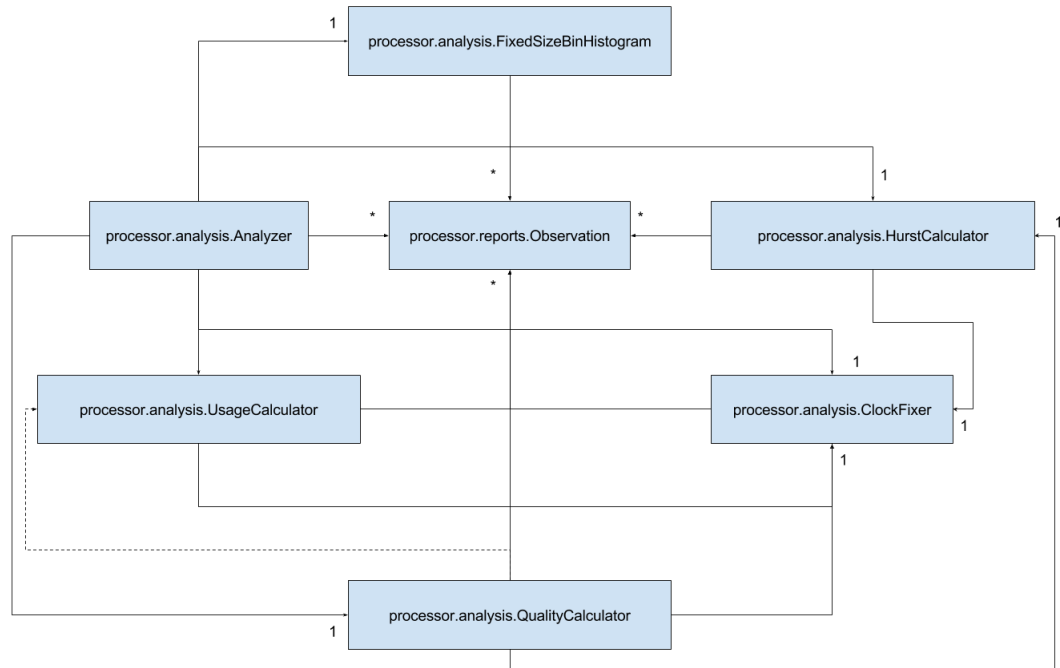 1
processor.analysis.FixedSizeBinHistogram
*
1
processor.analysis.Analyzer
*
processor.reports.Observation
*
processor.analysis.HurstCalculator
1
*
1
processor.analysis.UsageCalculator
processor.analysis.ClockFixer
1
1
processor.analysis.QualityCalculator
1